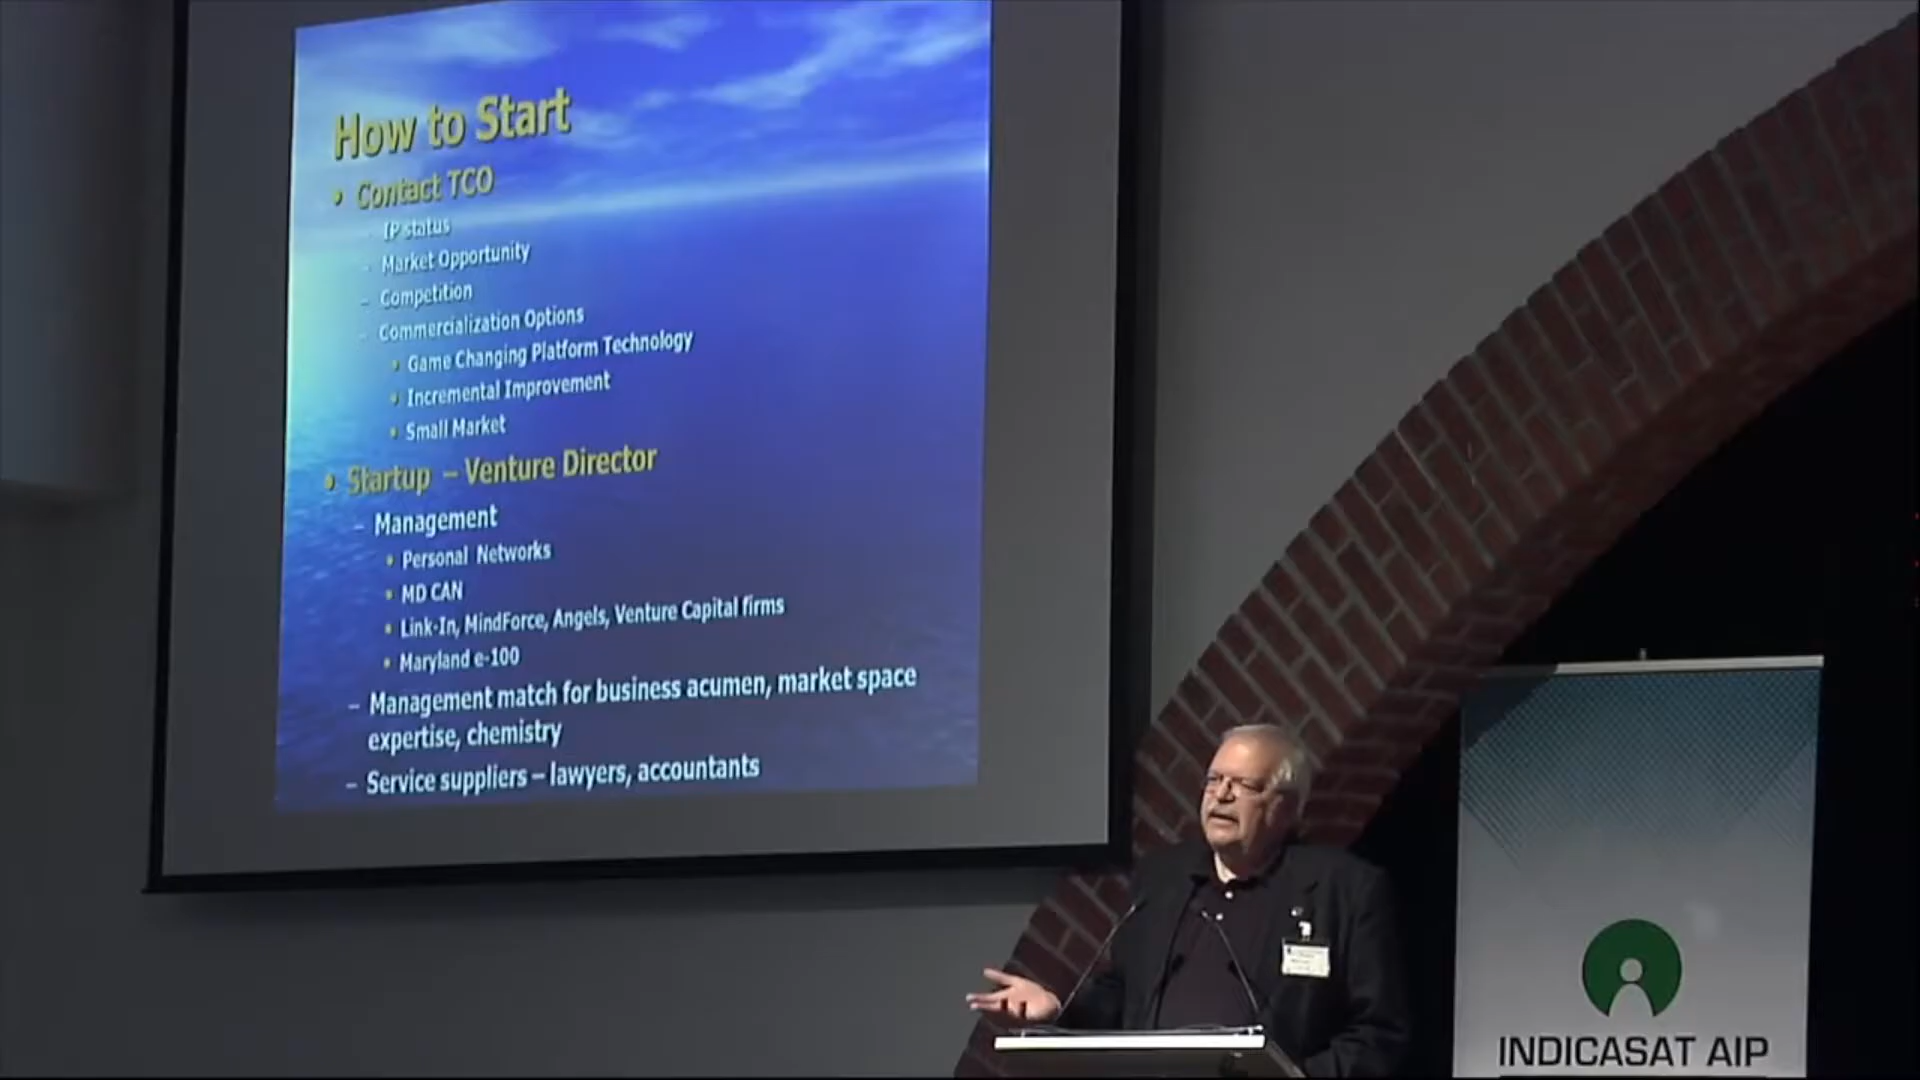 How to Start
• Contact TCO
– IP status
– Market Opportunity
– Competition
– Commercialization Options
• Game Changing Platform Technology
• Incremental Improvement
• Small Market
• Startup – Venture Director
– Management
• Personal Networks
• MD CAN
• Link-In, MindForce, Angels, Venture Capital firms
• Maryland e-100
– Management match for business acumen, market space
expertise, chemistry
– Service suppliers – lawyers, accountants
INDICASAT AIP